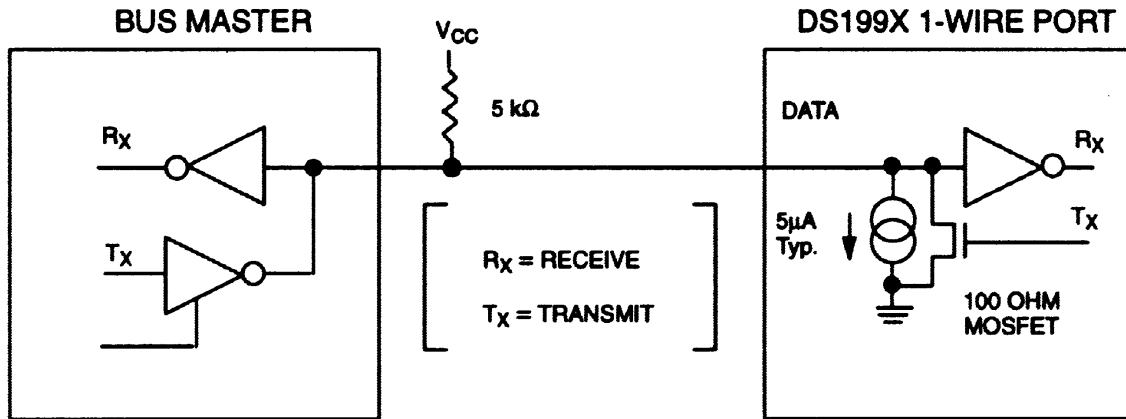 BUS MASTER
DS199X 1-WIRE PORT
VCC
5 kΩ
DATA
RX
RX
TX
5µA
Typ.
TX
RX = RECEIVE
TX = TRANSMIT
100 OHM
MOSFET